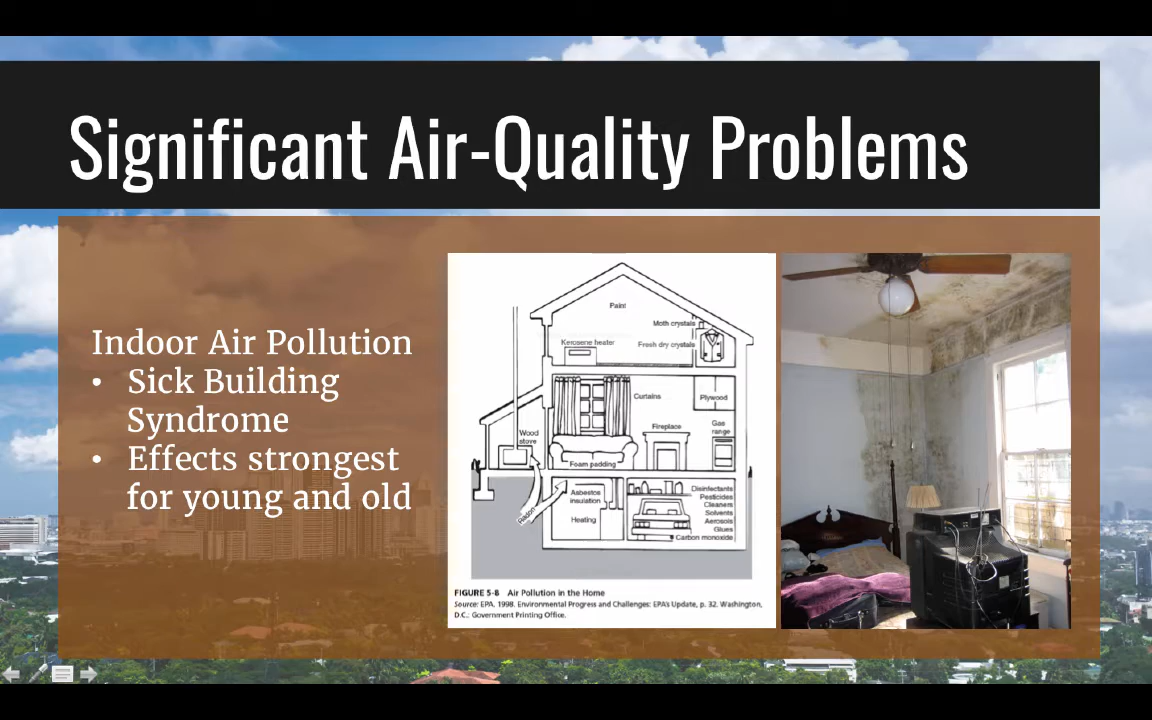 Significant Air-Quality Problems
Indoor Air Pollution
• Sick Building
Syndrome
• Effects strongest
for young and old
Paint
Moth crystals
Kerosene heater
Fresh dry crystals
Curtains
Plywood
Wood
stove
Fireplace
Gas
range
Foam padding
Radon
Asbestos
insulation
Heating
Disinfectants
Pesticides
Cleaners
Solvents
Aerosols
Glues
Carbon monoxide
FIGURE 5-8 Air Pollution in the Home
Source: EPA. 1998. Environmental Progress and Challenges: EPA's Update, p. 32. Washington,
D.C.: Government Printing Office.